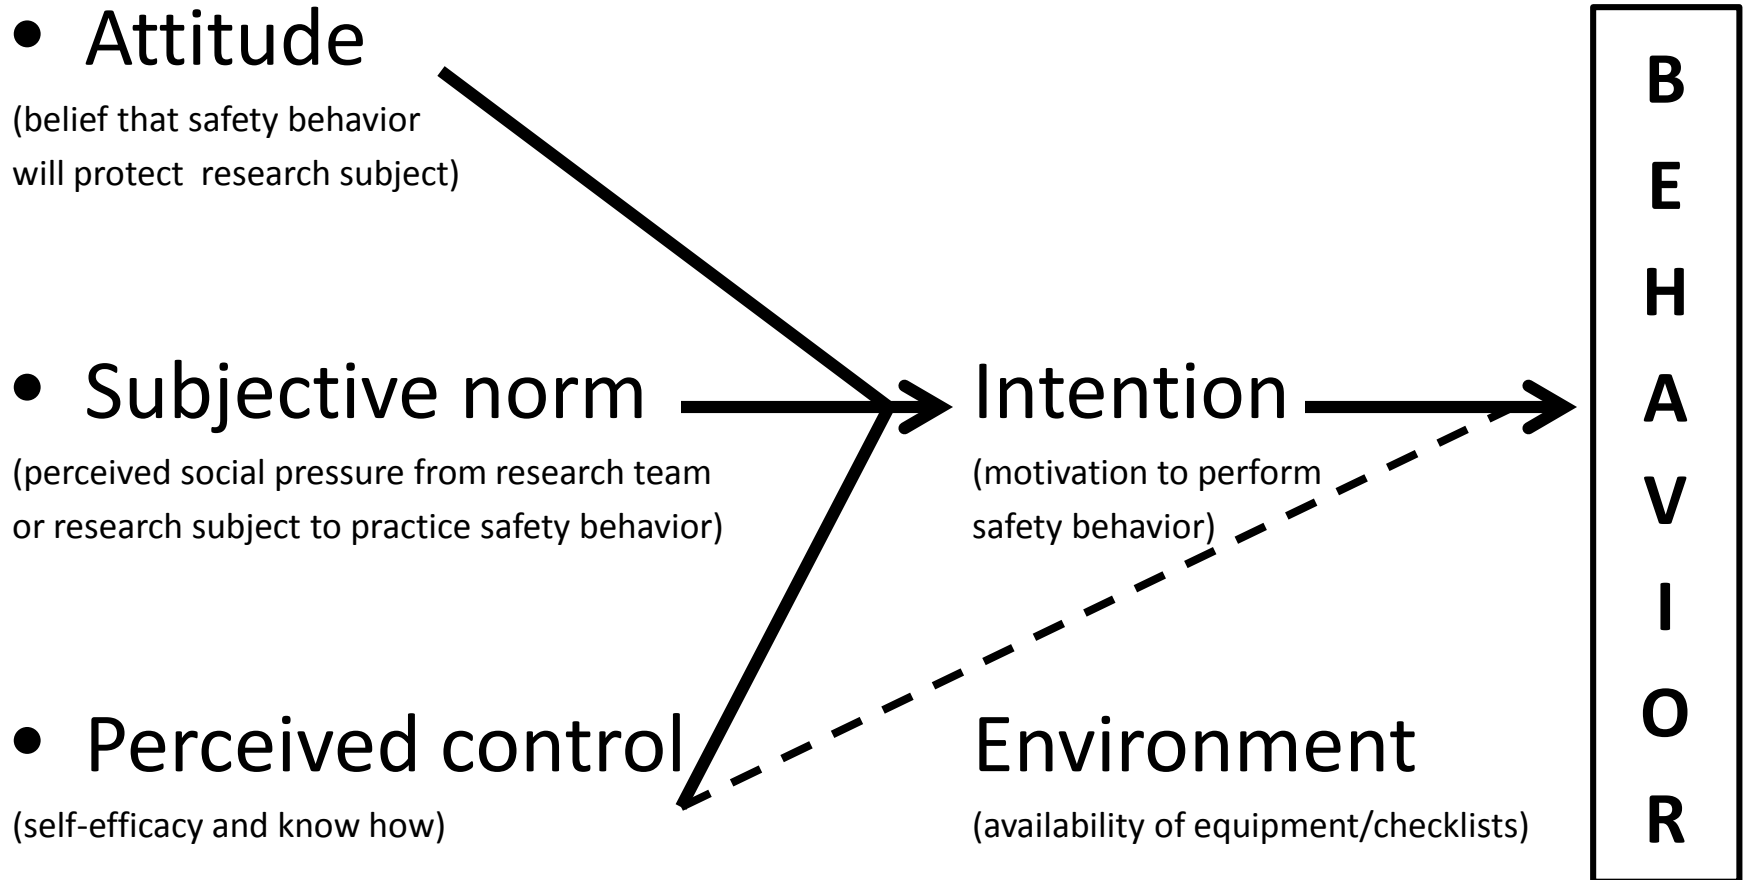 • Attitude
(belief that safety behavior
will protect  research subject)
• Subjective norm
(perceived social pressure from research team
or research subject to practice safety behavior)
• Perceived control
(self-efficacy and know how)
Intention
(motivation to perform
safety behavior)
Environment
(availability of equipment/checklists)
B
E
H
A
V
I
O
R